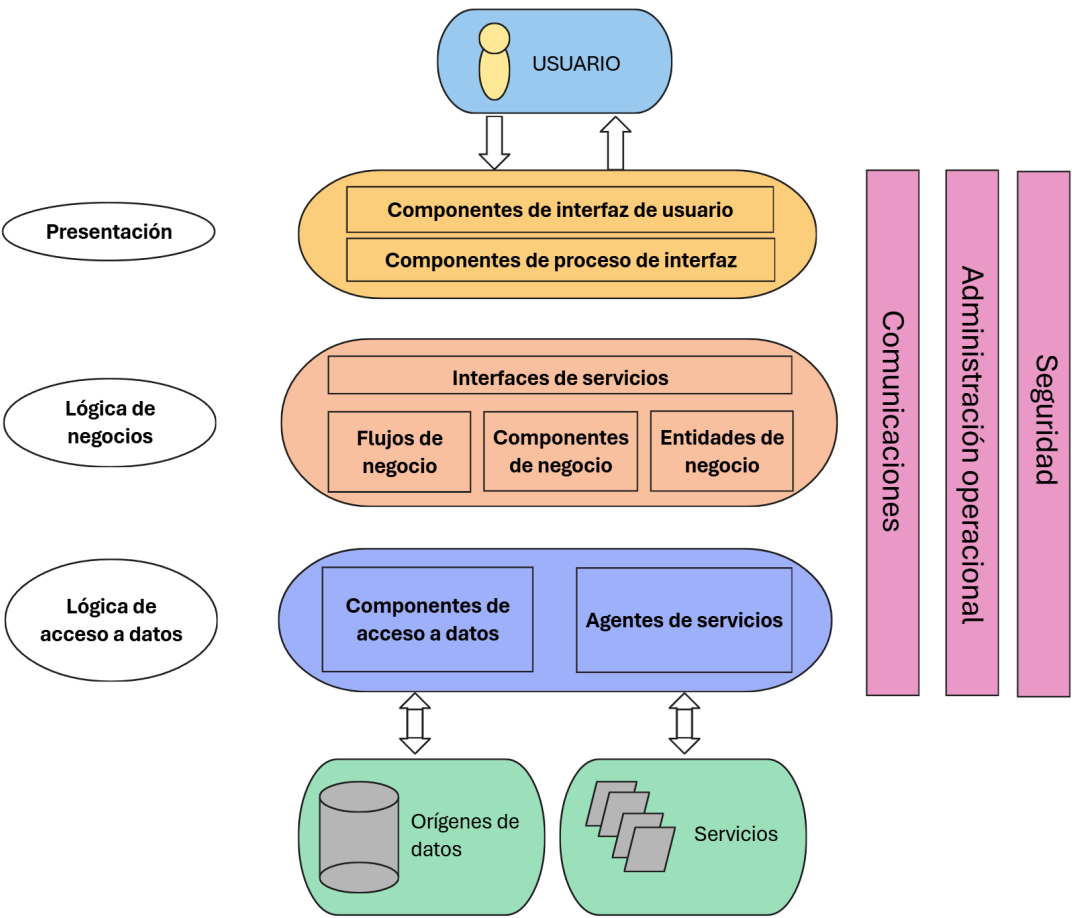 USUARIO
Presentación
Componentes de interfaz de usuario
Componentes de proceso de interfaz
Lógica de
negocios
Interfaces de servicios
Flujos de
negocio
Componentes
de negocio
Entidades de
negocio
Lógica de
acceso a datos
Componentes de
acceso a datos
Agentes de servicios
Orígenes de
datos
Servicios
Comunicaciones
Administración operacional
Seguridad